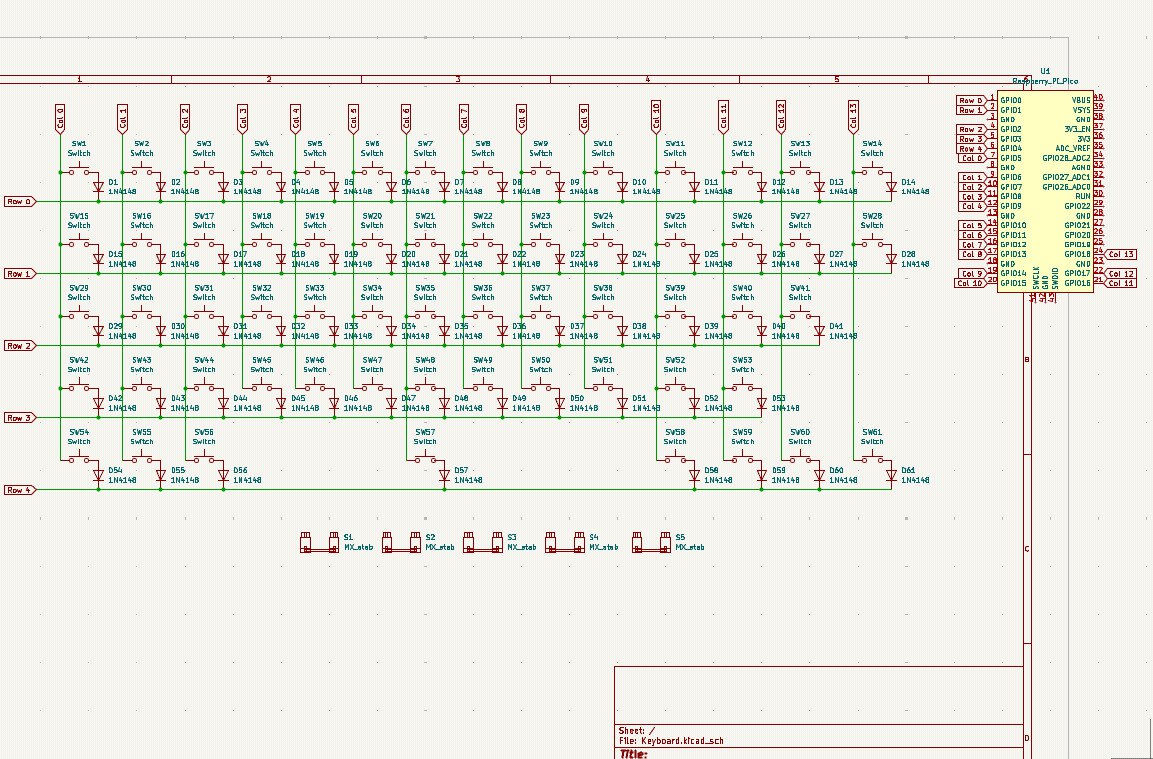 1 2 3 4 5
U1
Raspberry_Pi_Pico
Col 0 Col 1 Col 2 Col 3 Col 4 Col 5 Col 6 Col 7 Col 8 Col 9 Col 10 Col 11 Col 12 Col 13
SW1 SW2 SW3 SW4 SW5 SW6 SW7 SW8 SW9 SW10 SW11 SW12 SW13 SW14
Switch Switch Switch Switch Switch Switch Switch Switch Switch Switch Switch Switch Switch Switch
D1 D2 D3 D4 D5 D6 D7 D8 D9 D10 D11 D12 D13 D14
1N4148 1N4148 1N4148 1N4148 1N4148 1N4148 1N4148 1N4148 1N4148 1N4148 1N4148 1N4148 1N4148 1N4148
Row 0
SW15 SW16 SW17 SW18 SW19 SW20 SW21 SW22 SW23 SW24 SW25 SW26 SW27 SW28
Switch Switch Switch Switch Switch Switch Switch Switch Switch Switch Switch Switch Switch Switch
D15 D16 D17 D18 D19 D20 D21 D22 D23 D24 D25 D26 D27 D28
1N4148 1N4148 1N4148 1N4148 1N4148 1N4148 1N4148 1N4148 1N4148 1N4148 1N4148 1N4148 1N4148 1N4148
Row 1
SW29 SW30 SW31 SW32 SW33 SW34 SW35 SW36 SW37 SW38 SW39 SW40 SW41
Switch Switch Switch Switch Switch Switch Switch Switch Switch Switch Switch Switch Switch
D29 D30 D31 D32 D33 D34 D35 D36 D37 D38 D39 D40 D41
1N4148 1N4148 1N4148 1N4148 1N4148 1N4148 1N4148 1N4148 1N4148 1N4148 1N4148 1N4148 1N4148
Row 2
SW42 SW43 SW44 SW45 SW46 SW47 SW48 SW49 SW50 SW51 SW52 SW53
Switch Switch Switch Switch Switch Switch Switch Switch Switch Switch Switch Switch
D42 D43 D44 D45 D46 D47 D48 D49 D50 D51 D52 D53
1N4148 1N4148 1N4148 1N4148 1N4148 1N4148 1N4148 1N4148 1N4148 1N4148 1N4148 1N4148
Row 3
SW54 SW55 SW56 SW57 SW58 SW59 SW60 SW61
Switch Switch Switch Switch Switch Switch Switch Switch
D54 D55 D56 D57 D58 D59 D60 D61
1N4148 1N4148 1N4148 1N4148 1N4148 1N4148 1N4148 1N4148
Row 4
S1 S2 S3 S4 S5
MX_stab MX_stab MX_stab MX_stab MX_stab
Row 0 1 GPIO0 VBUS 40
Row 1 2 GPIO1 VSYS 39
3 GND GND 38
Row 2 4 GPIO2 3V3_EN 37
Row 3 5 GPIO3 3V3 36
Row 4 6 GPIO4 ADC_VREF 35
Col 0 7 GPIO5 GPIO28_ADC2 34
8 GND AGND 33
Col 1 9 GPIO6 GPIO27_ADC1 32
Col 2 10 GPIO7 GPIO26_ADC0 31
Col 3 11 GPIO8 RUN 30
Col 4 12 GPIO9 GPIO22 29
13 GND GND 28
Col 5 14 GPIO10 GPIO21 27
Col 6 15 GPIO11 GPIO20 26
Col 7 16 GPIO12 GPIO19 25
Col 8 17 GPIO13 GPIO18 24 Col 13
18 GND GND 23
Col 9 19 GPIO14 GPIO17 22 Col 12
Col 10 20 GPIO15 GPIO16 21 Col 11
SWCLK GND SWDIO
41 42 43
B
C
D
Sheet: /
File: Keyboard.kicad_sch
Title: